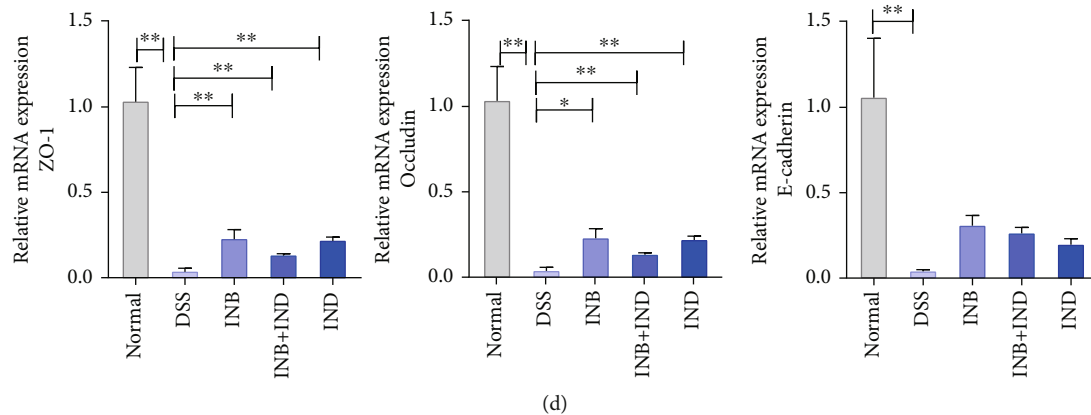 Relative mRNA expression
ZO-1
1.5
1.0
0.5
0.0
**
**
**
**
Normal
DSS
INB
INB+IND
IND
Relative mRNA expression
Occludin
1.5
1.0
0.5
0.0
**
**
**
*
Normal
DSS
INB
INB+IND
IND
Relative mRNA expression
E-cadherin
1.5
1.0
0.5
0.0
**
Normal
DSS
INB
INB+IND
IND
(d)